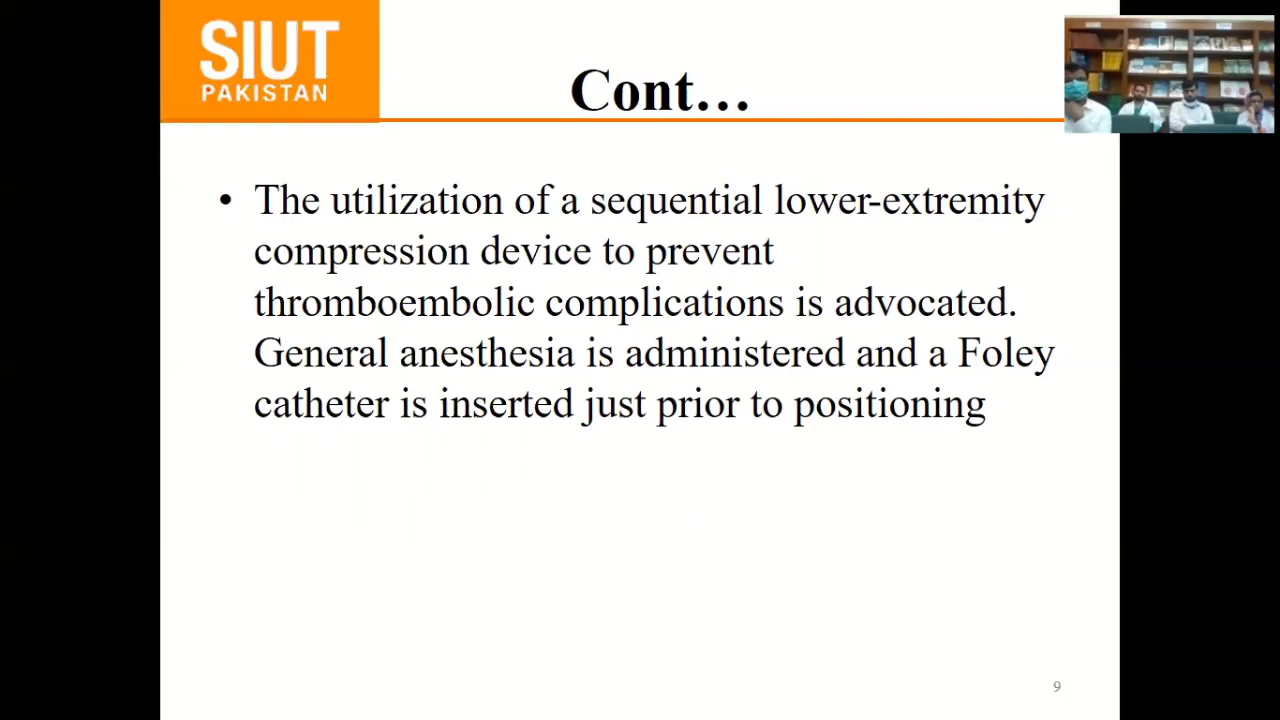 SIUT
PAKISTAN
Cont…
• The utilization of a sequential lower-extremity
compression device to prevent
thromboembolic complications is advocated.
General anesthesia is administered and a Foley
catheter is inserted just prior to positioning
9